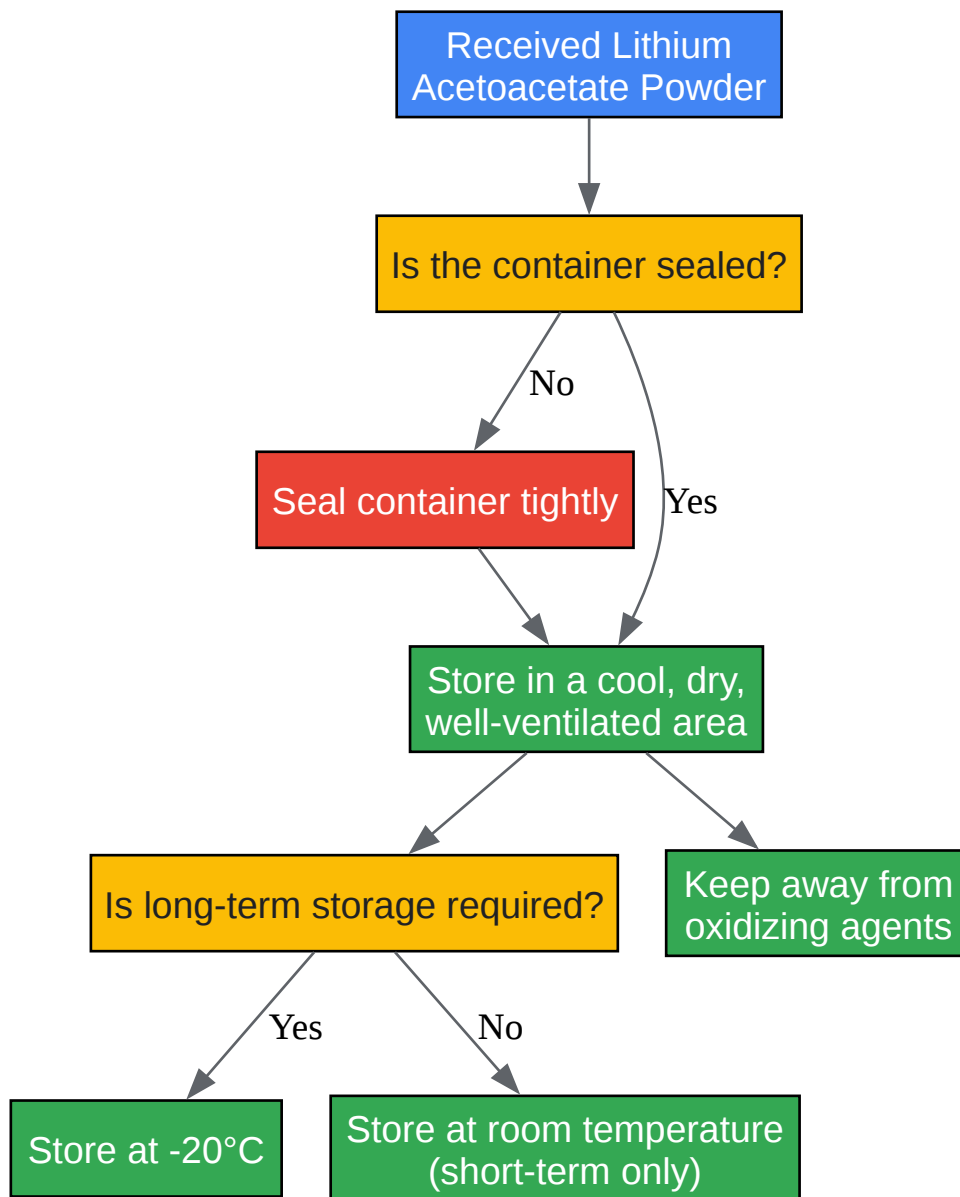 Received Lithium
Acetoacetate Powder
Is the container sealed?
No
Seal container tightly
Yes
Store in a cool, dry,
well-ventilated area
Is long-term storage required?
Keep away from
oxidizing agents
Yes
No
Store at -20°C
Store at room temperature
(short-term only)